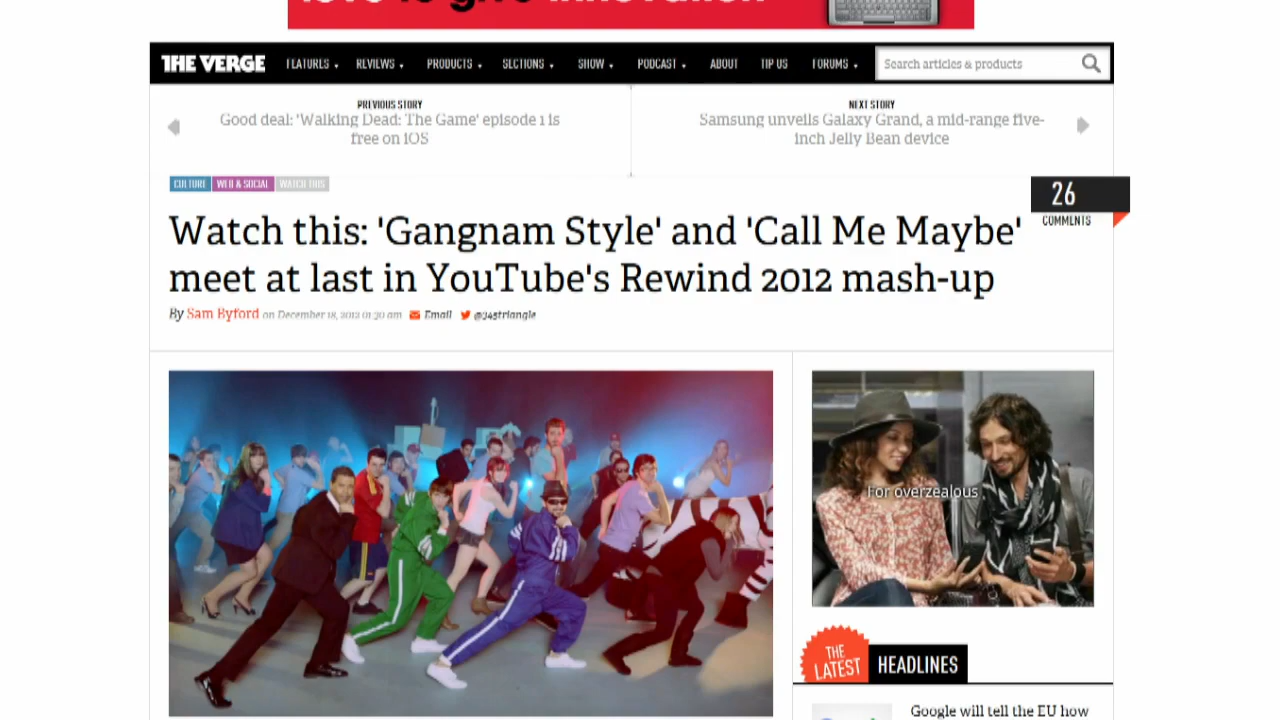 love to give innovation
THE VERGE
FEATURES
REVIEWS
PRODUCTS
SECTIONS
SHOW
PODCAST
ABOUT
TIP US
FORUMS
Search articles & products
PREVIOUS STORY
Good deal: 'Walking Dead: The Game' episode 1 is
free on iOS
NEXT STORY
Samsung unveils Galaxy Grand, a mid-range five-
inch Jelly Bean device
CULTURE
WEB & SOCIAL
WATCH THIS
26
COMMENTS
Watch this: 'Gangnam Style' and 'Call Me Maybe'
meet at last in YouTube's Rewind 2012 mash-up
By Sam Byford on December 18, 2012 01:30 am Email @345triangle
For overzealous
THE
LATEST
HEADLINES
Google will tell the EU how